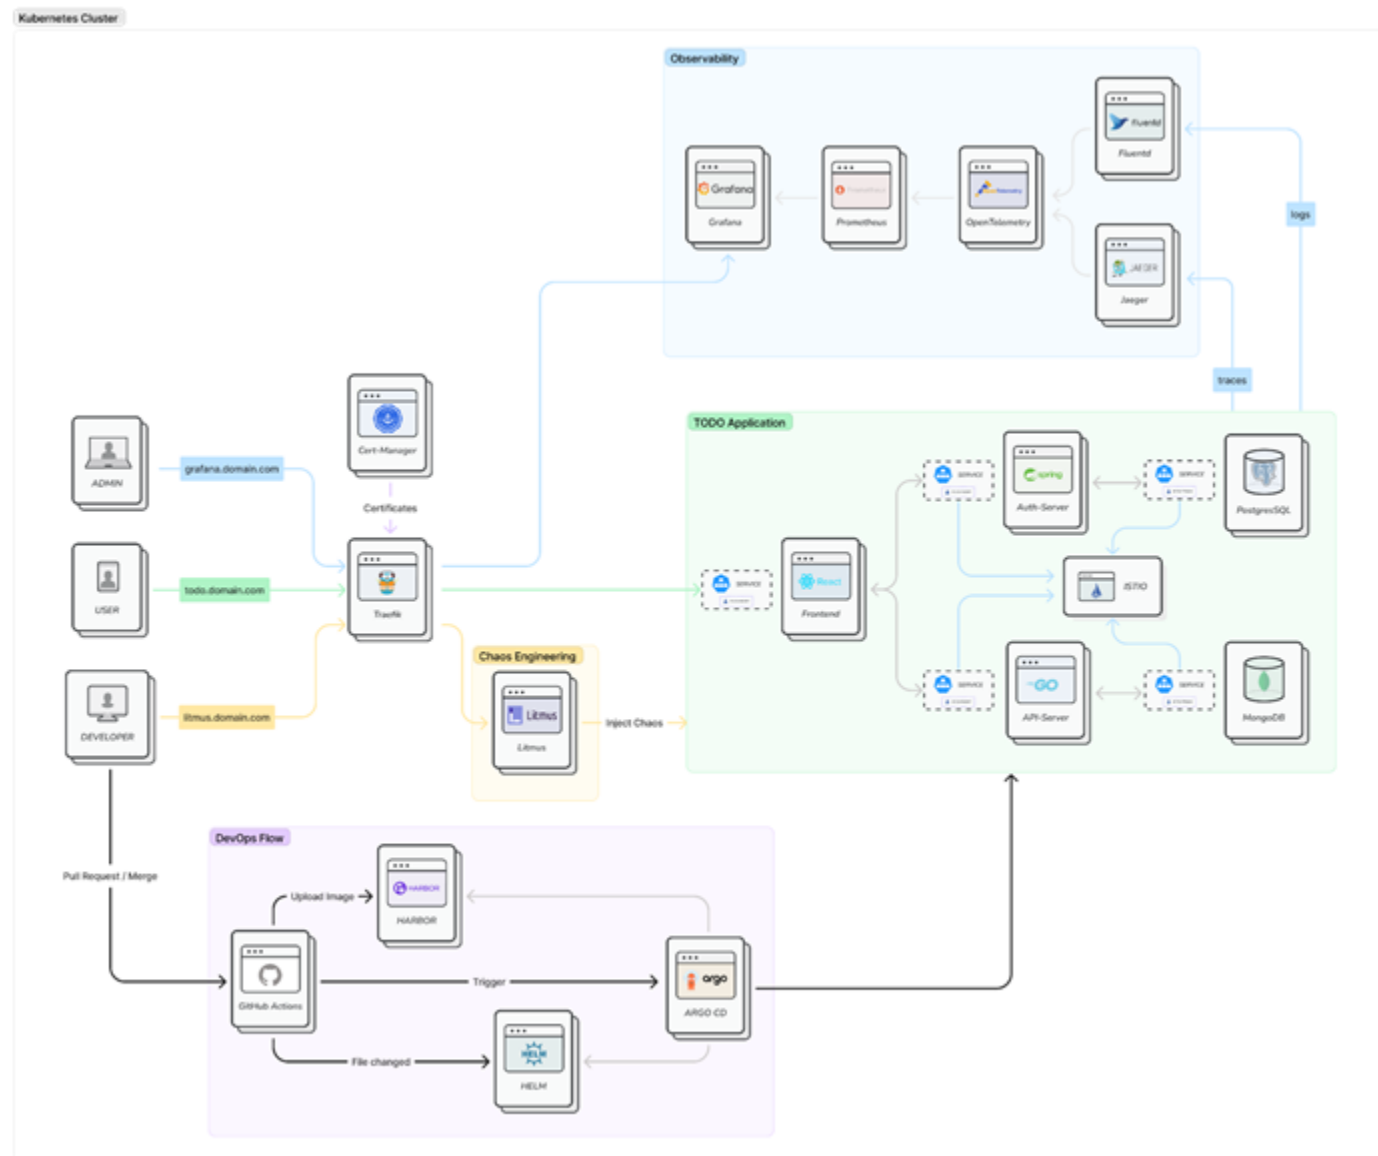 Kubernetes Cluster
Observability
fluentd
Fluentd
Grafana
Grafana
Prometheus
Prometheus
OpenTelemetry
logs
JAEGER
Jaeger
traces
Cert-Manager
Certificates
ADMIN
grafana.domain.com
USER
todo.domain.com
Traefik
DEVELOPER
litmus.domain.com
Chaos Engineering
Litmus
Litmus
Inject Chaos
TODO Application
SERVICE
spring
Auth-Server
SERVICE
PostgresSQL
SERVICE
React
Frontend
ISTIO
SERVICE
GO
API-Server
SERVICE
MongoDB
Pull Request / Merge
DevOps Flow
Upload Image
HARBOR
HARBOR
GitHub Actions
Trigger
argo
ARGO CD
File changed
HELM
HELM